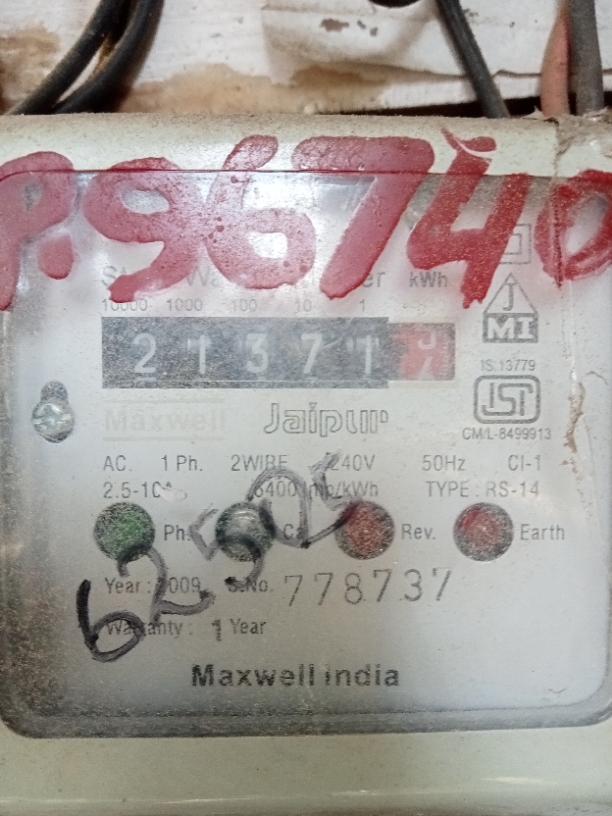 P.96740
kWh
10000 1000 100 10 1
2 1 3 7 1
J
MI
IS:13779
ISI
CM/L-8499913
Maxwell Jaipur
AC. 1 Ph. 2WIRE 240V 50Hz Cl-1
2.5-10A 6400 imp/kWh TYPE : RS-14
Ph. Cal Rev. Earth
62505
Year : 2009 S.No. 778737
Warranty : 1 Year
Maxwell india